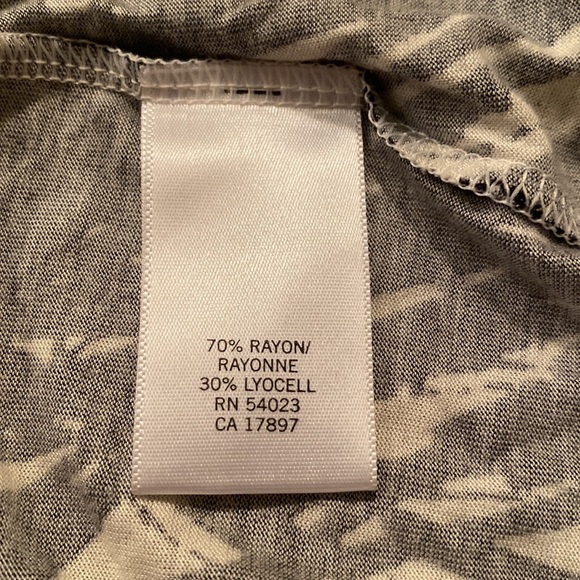 70% RAYON/
RAYONNE
30% LYOCELL
RN 54023
CA 17897